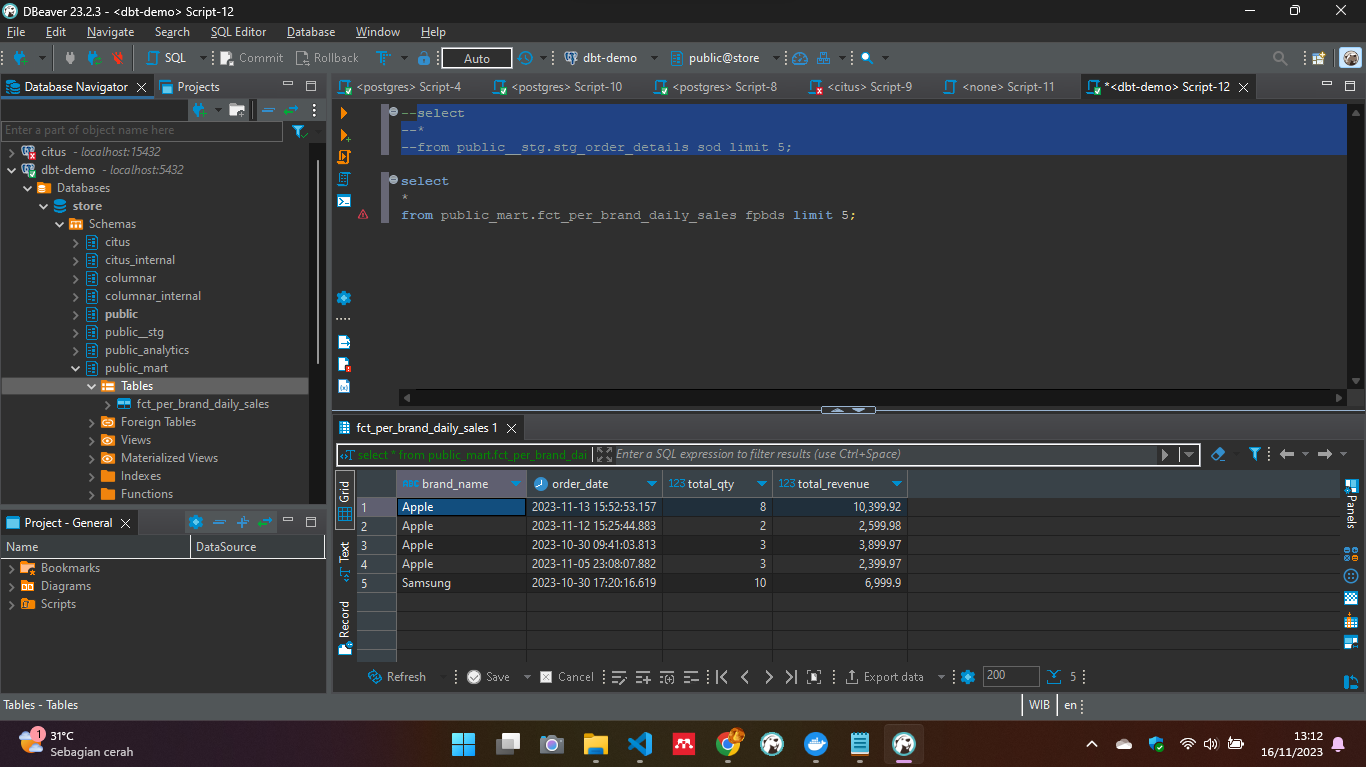 DBeaver 23.2.3 - <dbt-demo> Script-12
File Edit Navigate Search SQL Editor Database Window Help
SQL Commit Rollback Auto dbt-demo public@store
Database Navigator Projects
<postgres> Script-4 <postgres> Script-10 <postgres> Script-8 <citus> Script-9 <none> Script-11 *<dbt-demo> Script-12
Enter a part of object name here
citus - localhost:15432
dbt-demo - localhost:5432
Databases
store
Schemas
citus
citus_internal
columnar
columnar_internal
public
public__stg
public_analytics
public_mart
Tables
fct_per_brand_daily_sales
Foreign Tables
Views
Materialized Views
Indexes
Functions
--select
--*
--from public__stg.stg_order_details sod limit 5;
select
*
from public_mart.fct_per_brand_daily_sales fpbds limit 5;
Project - General
Name DataSource
Bookmarks
Diagrams
Scripts
fct_per_brand_daily_sales 1
select * from public_mart.fct_per_brand_dai Enter a SQL expression to filter results (use Ctrl+Space)
Grid
Text
Record
Panels
ABC brand_name order_date 123 total_qty 123 total_revenue
1 Apple 2023-11-13 15:52:53.157 8 10,399.92
2 Apple 2023-11-12 15:25:44.883 2 2,599.98
3 Apple 2023-10-30 09:41:03.813 3 3,899.97
4 Apple 2023-11-05 23:08:07.882 3 2,399.97
5 Samsung 2023-10-30 17:20:16.619 10 6,999.9
Refresh Save Cancel Export data 200 5
Tables - Tables WIB en
1 31°C
Sebagian cerah
13:12
16/11/2023